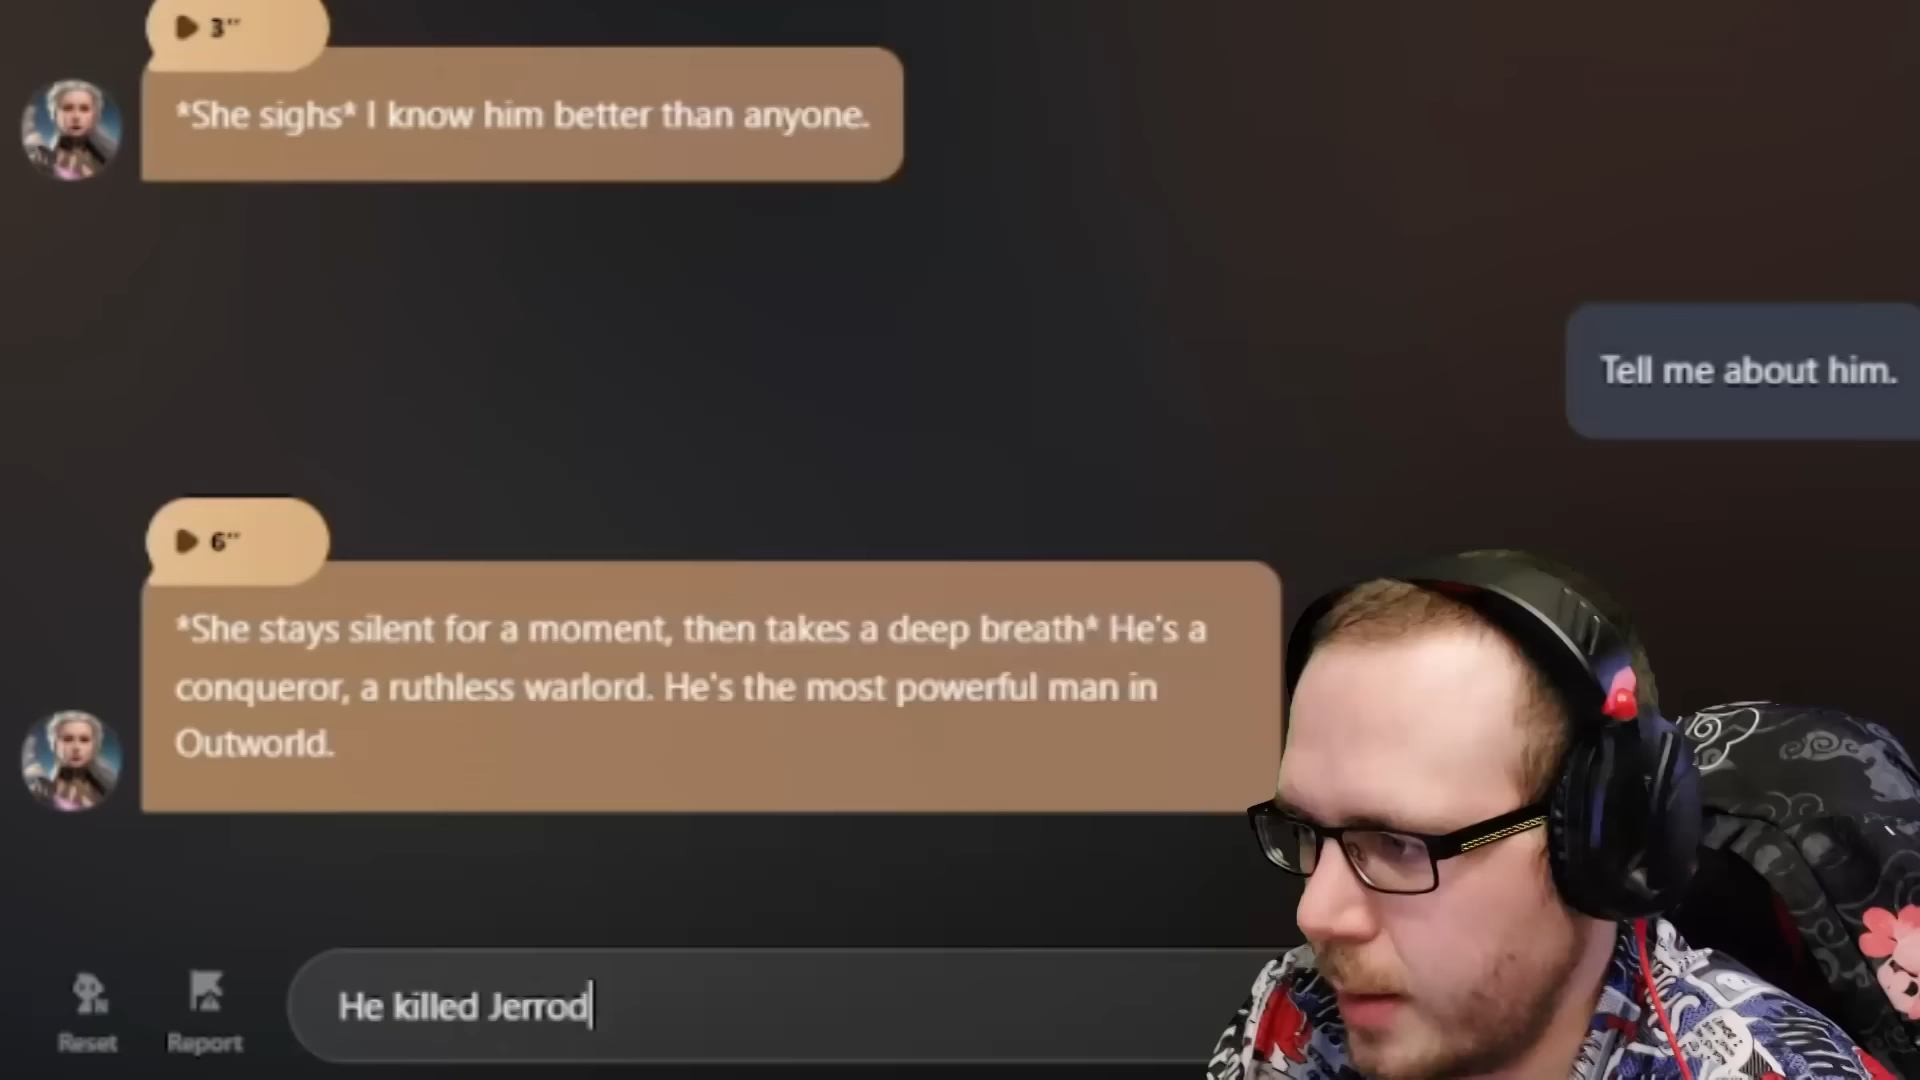 3"
*She sighs* I know him better than anyone.
Tell me about him.
6"
*She stays silent for a moment, then takes a deep breath* He's a
conqueror, a ruthless warlord. He's the most powerful man in
Outworld.
He killed Jerrod
Reset
Report